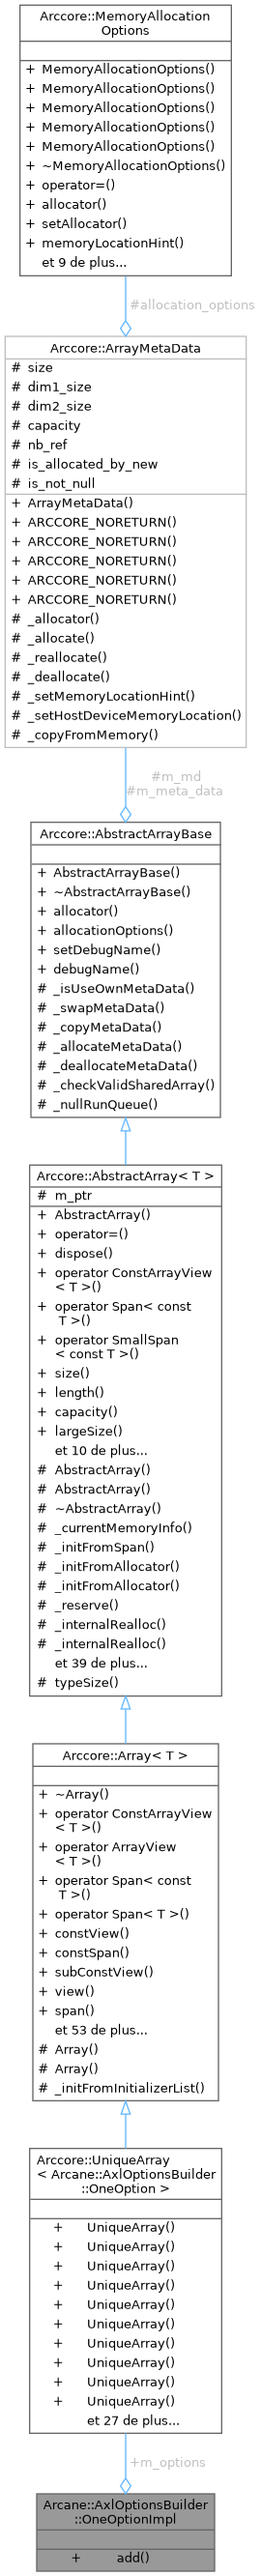 Arccore::MemoryAllocation
Options
+ MemoryAllocationOptions()
+ MemoryAllocationOptions()
+ MemoryAllocationOptions()
+ MemoryAllocationOptions()
+ MemoryAllocationOptions()
+ ~MemoryAllocationOptions()
+ operator=()
+ allocator()
+ setAllocator()
+ memoryLocationHint()
et 9 de plus...
#allocation_options
Arccore::ArrayMetaData
# size
# dim1_size
# dim2_size
# capacity
# nb_ref
# is_allocated_by_new
# is_not_null
+ ArrayMetaData()
+ ARCCORE_NORETURN()
+ ARCCORE_NORETURN()
+ ARCCORE_NORETURN()
+ ARCCORE_NORETURN()
+ ARCCORE_NORETURN()
# _allocator()
# _allocate()
# _reallocate()
# _deallocate()
# _setMemoryLocationHint()
# _setHostDeviceMemoryLocation()
# _copyFromMemory()
#m_md
#m_meta_data
Arccore::AbstractArrayBase
+ AbstractArrayBase()
+ ~AbstractArrayBase()
+ allocator()
+ allocationOptions()
+ setDebugName()
+ debugName()
# _isUseOwnMetaData()
# _swapMetaData()
# _copyMetaData()
# _allocateMetaData()
# _deallocateMetaData()
# _checkValidSharedArray()
# _nullRunQueue()
Arccore::AbstractArray< T >
# m_ptr
+ AbstractArray()
+ operator=()
+ dispose()
+ operator ConstArrayView
< T >()
+ operator Span< const
T >()
+ operator SmallSpan
< const T >()
+ size()
+ length()
+ capacity()
+ largeSize()
et 10 de plus...
# AbstractArray()
# AbstractArray()
# ~AbstractArray()
# _currentMemoryInfo()
# _initFromSpan()
# _initFromAllocator()
# _initFromAllocator()
# _reserve()
# _internalRealloc()
# _internalRealloc()
et 39 de plus...
# typeSize()
Arccore::Array< T >
+ ~Array()
+ operator ConstArrayView
< T >()
+ operator ArrayView
< T >()
+ operator Span< const
T >()
+ operator Span< T >()
+ constView()
+ constSpan()
+ subConstView()
+ view()
+ span()
et 53 de plus...
# Array()
# Array()
# _initFromInitializerList()
Arccore::UniqueArray
< Arcane::AxlOptionsBuilder
::OneOption >
+ UniqueArray()
+ UniqueArray()
+ UniqueArray()
+ UniqueArray()
+ UniqueArray()
+ UniqueArray()
+ UniqueArray()
+ UniqueArray()
+ UniqueArray()
+ UniqueArray()
et 27 de plus...
+m_options
Arcane::AxlOptionsBuilder
::OneOptionImpl
+ add()